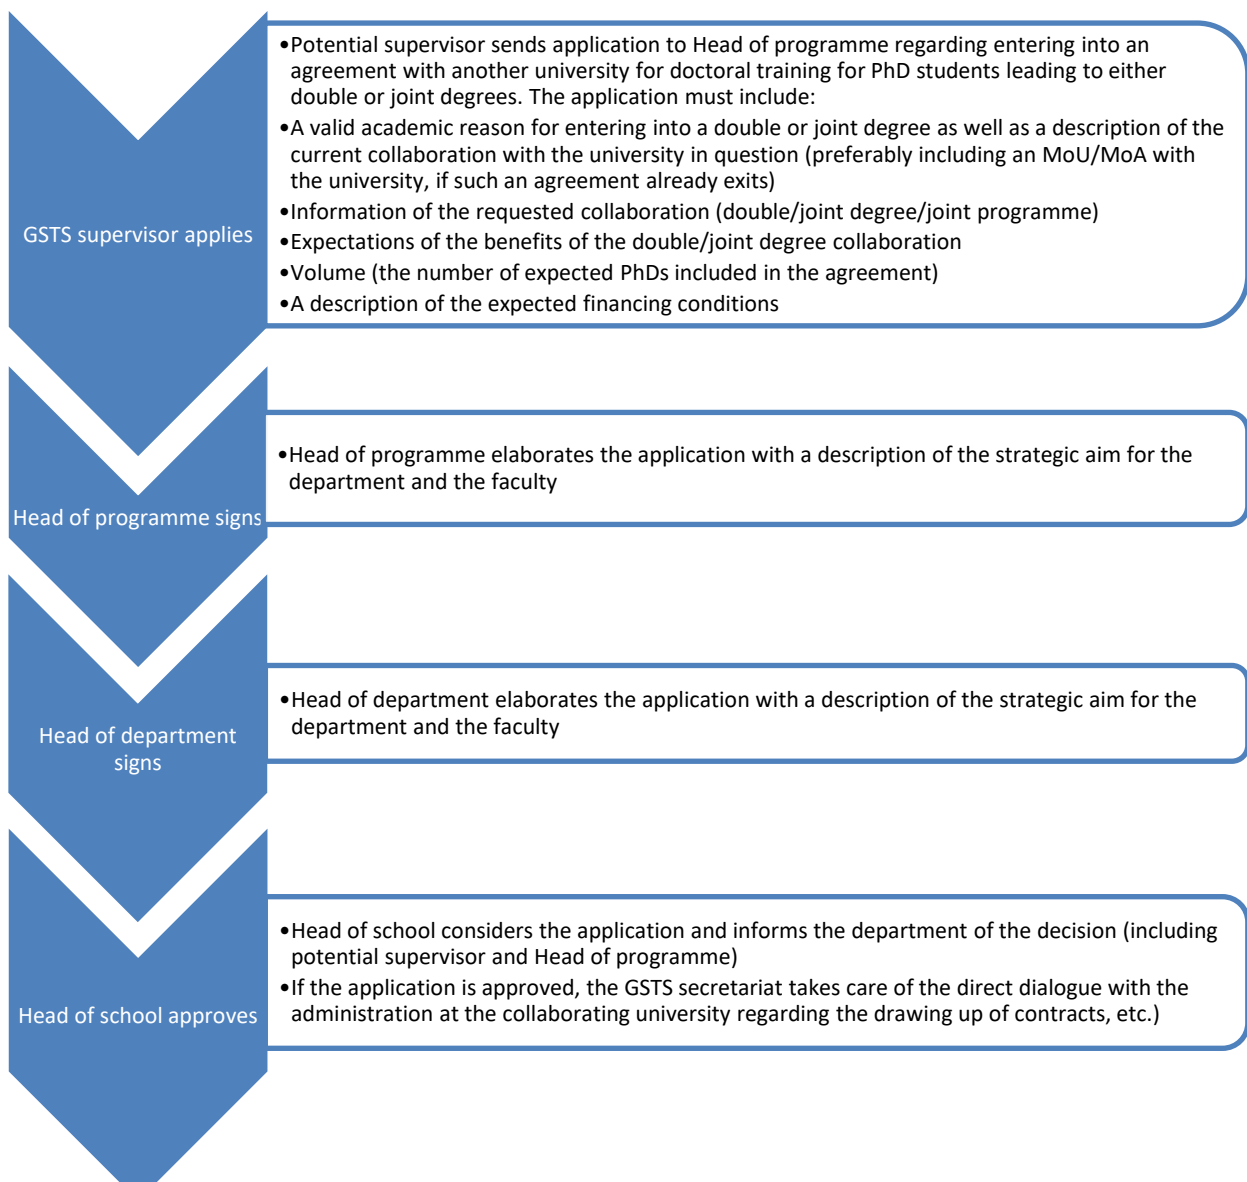 GSTS supervisor applies
•Potential supervisor sends application to Head of programme regarding entering into an
agreement with another university for doctoral training for PhD students leading to either
double or joint degrees. The application must include:
•A valid academic reason for entering into a double or joint degree as well as a description of the
current collaboration with the university in question (preferably including an MoU/MoA with
the university, if such an agreement already exits)
•Information of the requested collaboration (double/joint degree/joint programme)
•Expectations of the benefits of the double/joint degree collaboration
•Volume (the number of expected PhDs included in the agreement)
•A description of the expected financing conditions
Head of programme signs
•Head of programme elaborates the application with a description of the strategic aim for the
department and the faculty
Head of department
signs
•Head of department elaborates the application with a description of the strategic aim for the
department and the faculty
Head of school approves
•Head of school considers the application and informs the department of the decision (including
potential supervisor and Head of programme)
•If the application is approved, the GSTS secretariat takes care of the direct dialogue with the
administration at the collaborating university regarding the drawing up of contracts, etc.)